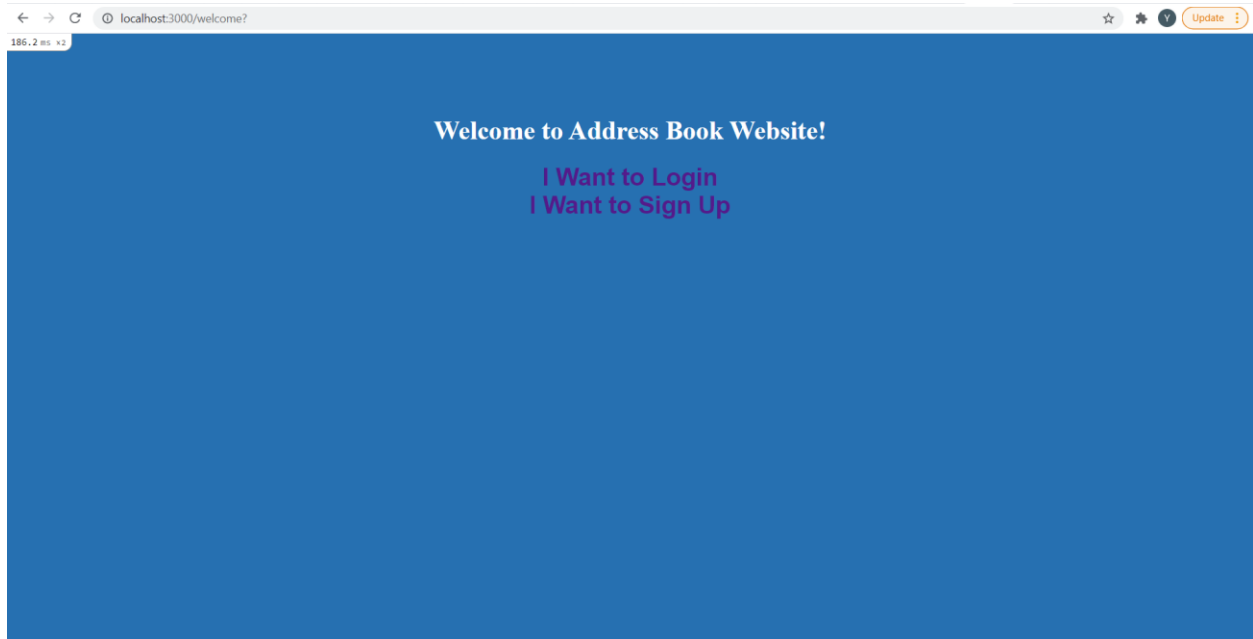 localhost:3000/welcome?
Y
Update
186.2 ms ×2
Welcome to Address Book Website!
I Want to Login
I Want to Sign Up